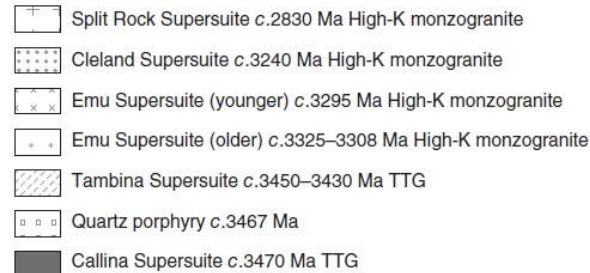 Split Rock Supersuite c.2830 Ma High-K monzogranite
Cleland Supersuite c.3240 Ma High-K monzogranite
Emu Supersuite (younger) c.3295 Ma High-K monzogranite
Emu Supersuite (older) c.3325–3308 Ma High-K monzogranite
Tambina Supersuite c.3450–3430 Ma TTG
Quartz porphyry c.3467 Ma
Callina Supersuite c.3470 Ma TTG